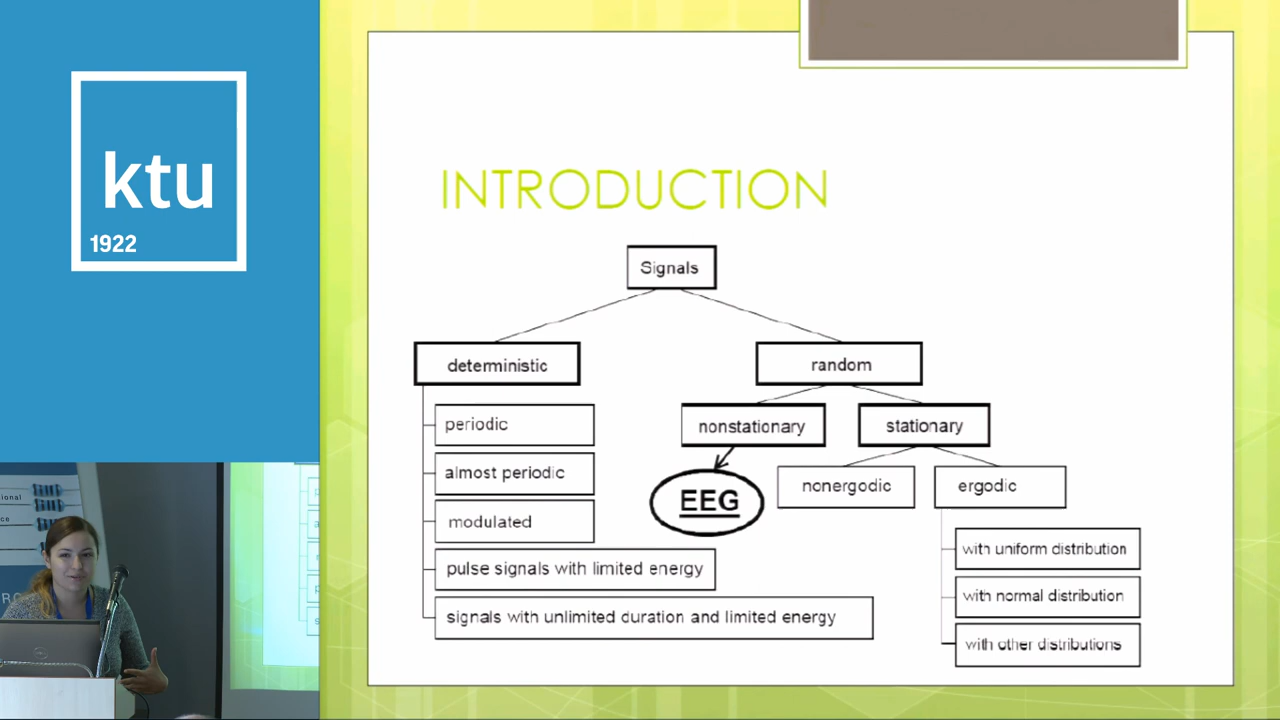 ktu
1922
INTRODUCTION
Signals
deterministic
random
periodic
almost periodic
modulated
pulse signals with limited energy
signals with unlimited duration and limited energy
nonstationary
stationary
EEG
nonergodic
ergodic
with uniform distribution
with normal distribution
with other distributions